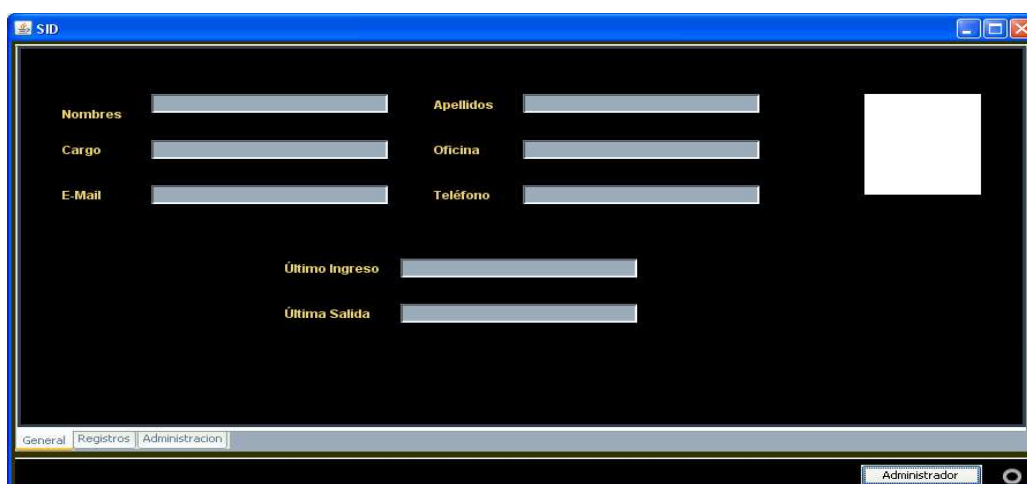 SID
Nombres
Apellidos
Cargo
Oficina
E-Mail
Teléfono
Último Ingreso
Última Salida
General Registros Administracion
Administrador